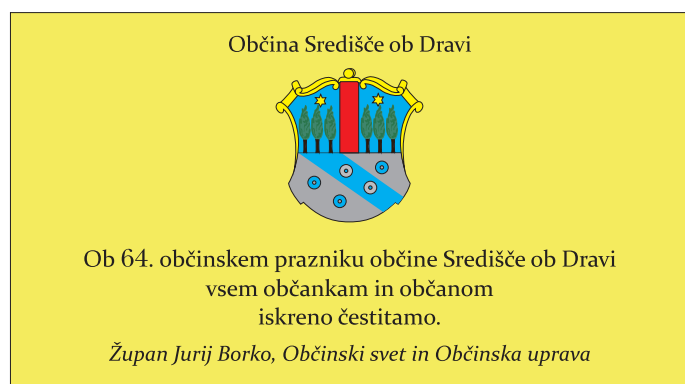 Občina Središče ob Dravi
Ob 64. občinskem prazniku občine Središče ob Dravi
vsem občankam in občanom
iskreno čestitamo.
Župan Jurij Borko, Občinski svet in Občinska uprava